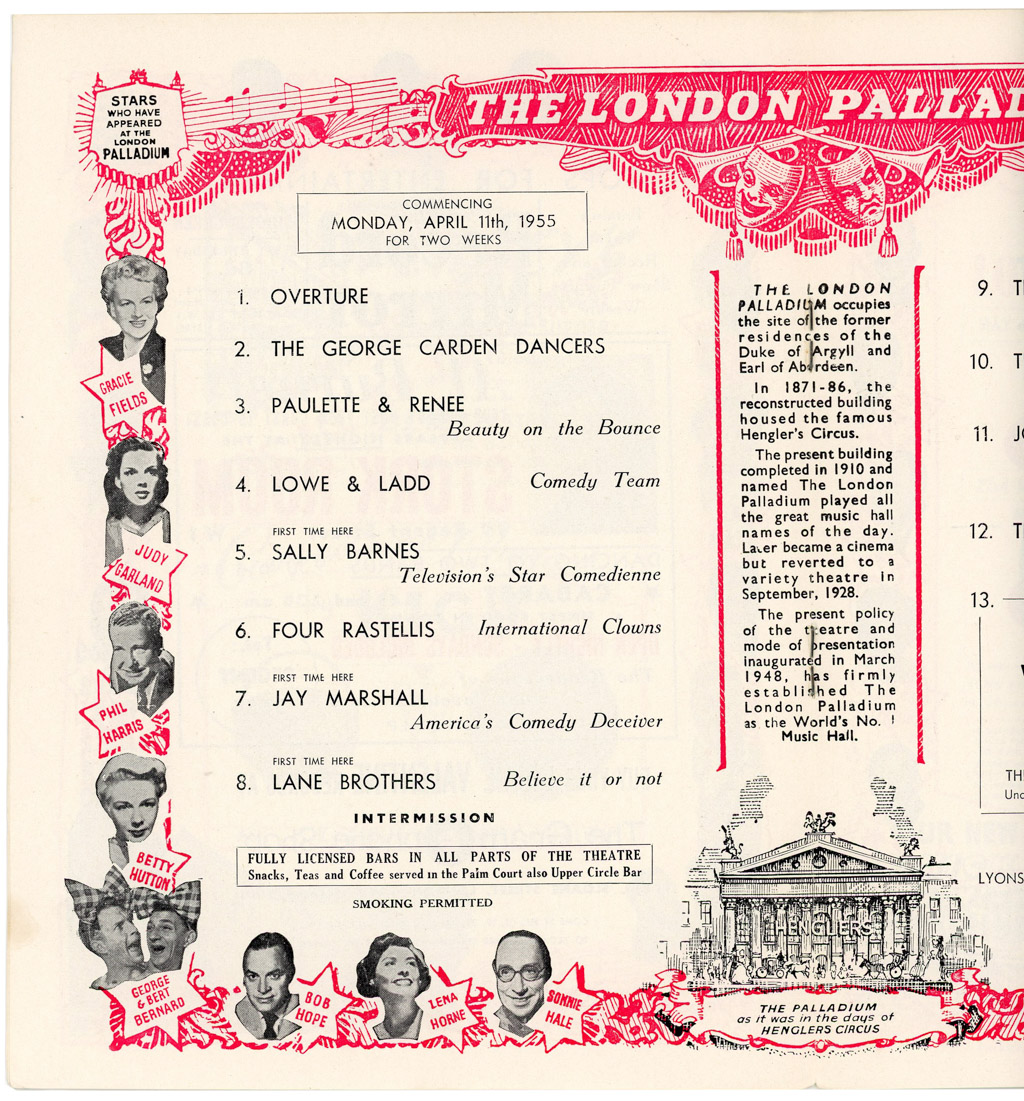 STARS
WHO HAVE
APPEARED
AT THE
LONDON
PALLADIUM
THE LONDON PALLAD
COMMENCING
MONDAY, APRIL 11th, 1955
FOR TWO WEEKS
1. OVERTURE
2. THE GEORGE CARDEN DANCERS
3. PAULETTE & RENEE
Beauty on the Bounce
4. LOWE & LADD Comedy Team
FIRST TIME HERE
5. SALLY BARNES
Television's Star Comedienne
6. FOUR RASTELLIS International Clowns
FIRST TIME HERE
7. JAY MARSHALL
America's Comedy Deceiver
FIRST TIME HERE
8. LANE BROTHERS Believe it or not
INTERMISSION
FULLY LICENSED BARS IN ALL PARTS OF THE THEATRE
Snacks, Teas and Coffee served in the Palm Court also Upper Circle Bar
SMOKING PERMITTED
GRACIE
FIELDS
JUDY
GARLAND
PHIL
HARRIS
BETTY
HUTTON
GEORGE
& BERT
BERNARD
BOB
HOPE
LENA
HORNE
SONNIE
HALE
THE LONDON
PALLADIUM occupies
the site of the former
residences of the
Duke of Argyll and
Earl of Aberdeen.
In 1871-86, the
reconstructed building
housed the famous
Hengler's Circus.
The present building
completed in 1910 and
named The London
Palladium played all
the great music hall
names of the day.
Later became a cinema
but reverted to a
variety theatre in
September, 1928.
The present policy
of the theatre and
mode of presentation
inaugurated in March
1948, has firmly
established The
London Palladium
as the World's No. 1
Music Hall.
HENGLERS
THE PALLADIUM
as it was in the days of
HENGLERS CIRCUS
9. T
10. T
11. JO
12. T
13.
TH
Unc
LYONS